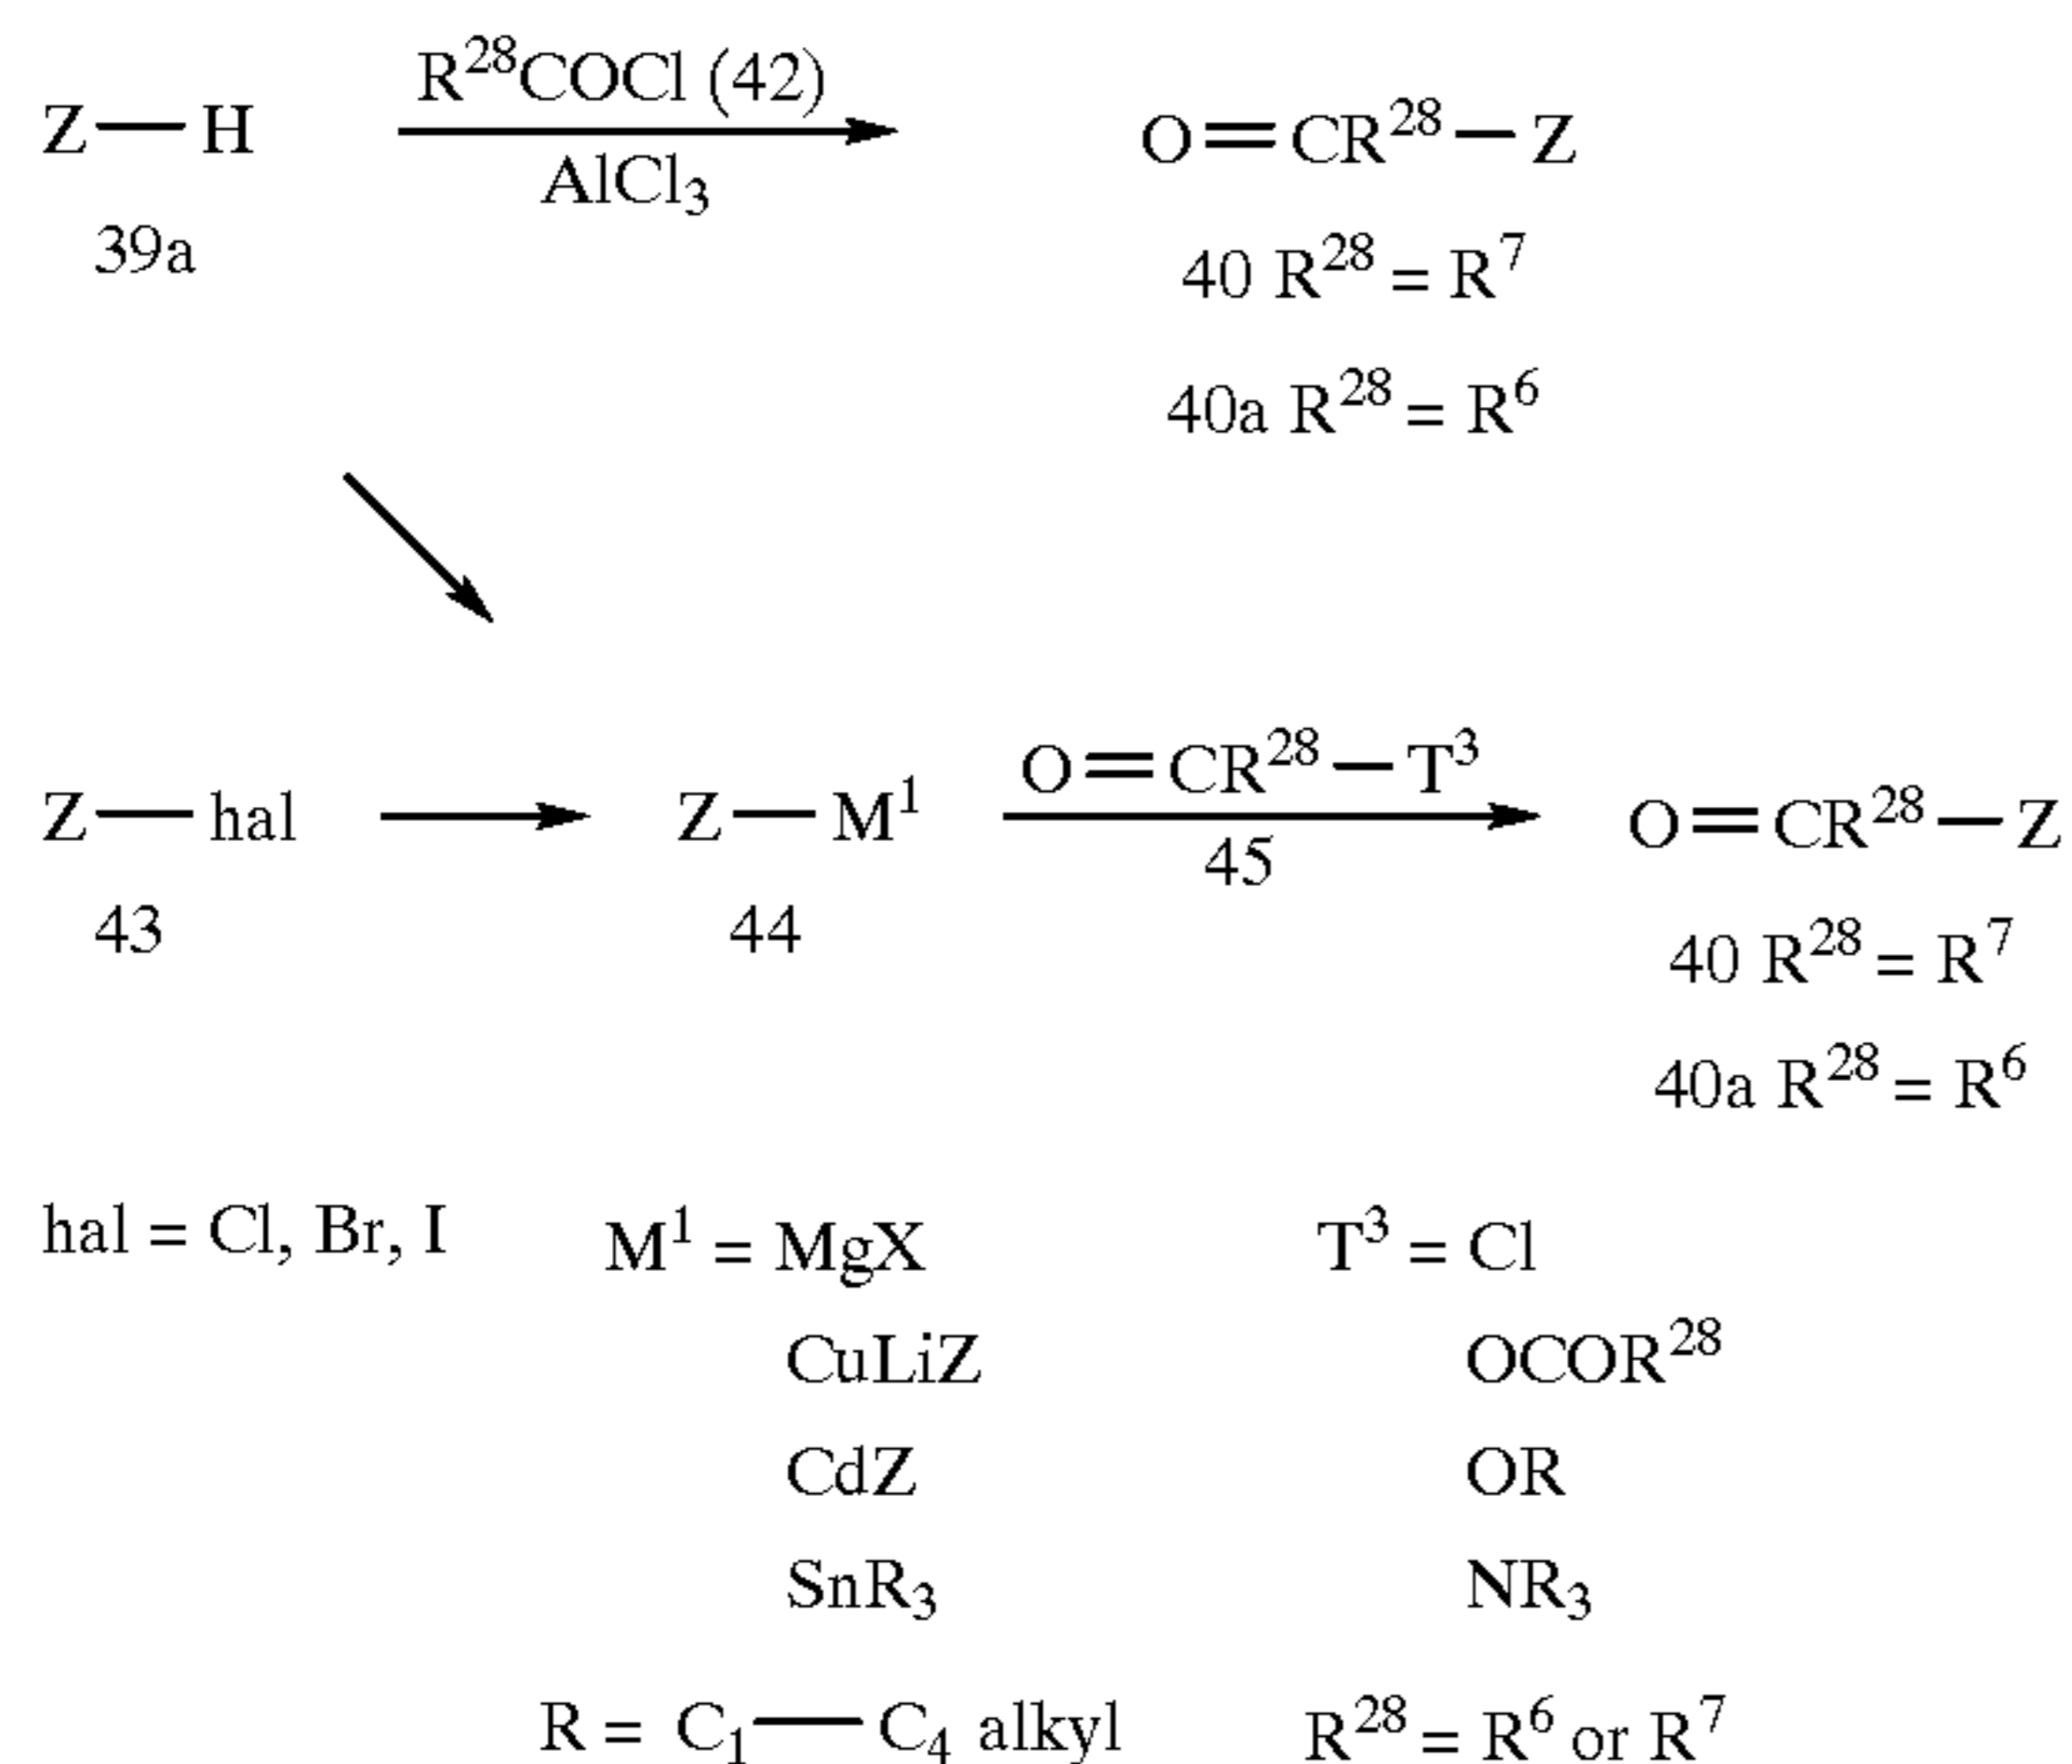 R²⁸COCl (42)
Z—H
AlCl₃
O=CR²⁸—Z
39a
40 R²⁸ = R⁷
40a R²⁸ = R⁶
O=CR²⁸—T³
Z—hal
Z—M¹
45
O=CR²⁸—Z
43
44
40 R²⁸ = R⁷
40a R²⁸ = R⁶
hal = Cl, Br, I
M¹ = MgX
CuLiZ
CdZ
SnR₃
T³ = Cl
OCOR²⁸
OR
NR₃
R = C₁—C₄ alkyl
R²⁸ = R⁶ or R⁷